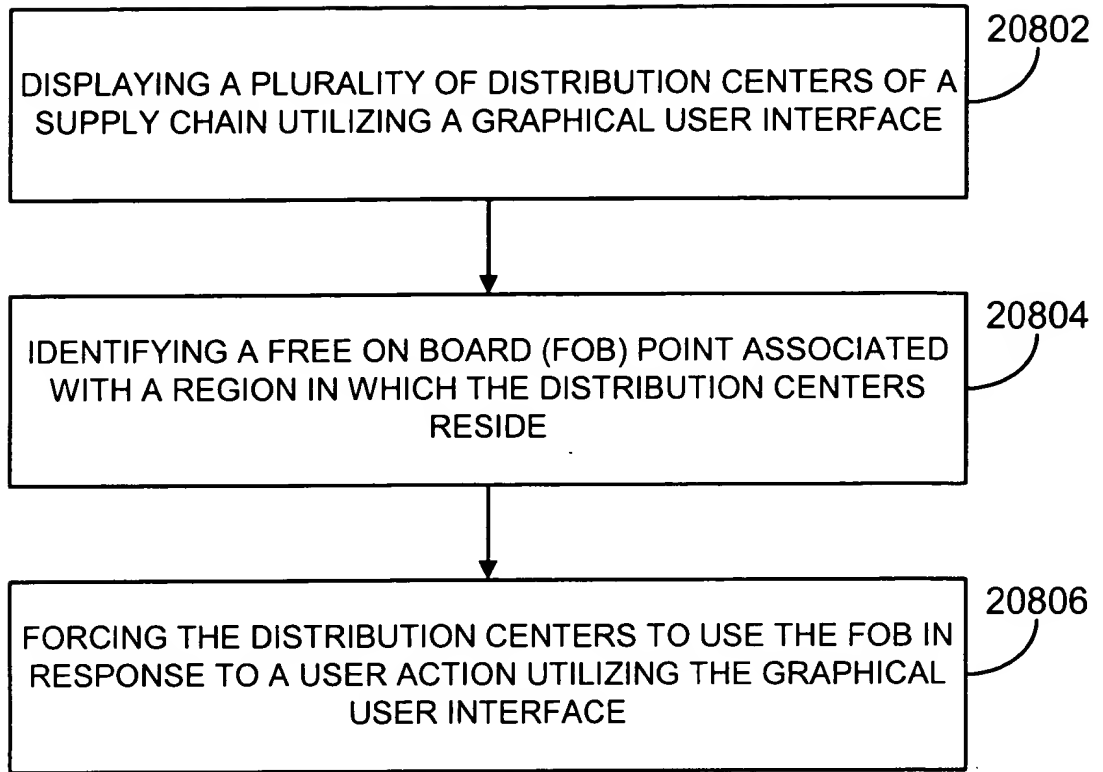 20802
DISPLAYING A PLURALITY OF DISTRIBUTION CENTERS OF A
SUPPLY CHAIN UTILIZING A GRAPHICAL USER INTERFACE
20804
IDENTIFYING A FREE ON BOARD (FOB) POINT ASSOCIATED
WITH A REGION IN WHICH THE DISTRIBUTION CENTERS
RESIDE
20806
FORCING THE DISTRIBUTION CENTERS TO USE THE FOB IN
RESPONSE TO A USER ACTION UTILIZING THE GRAPHICAL
USER INTERFACE